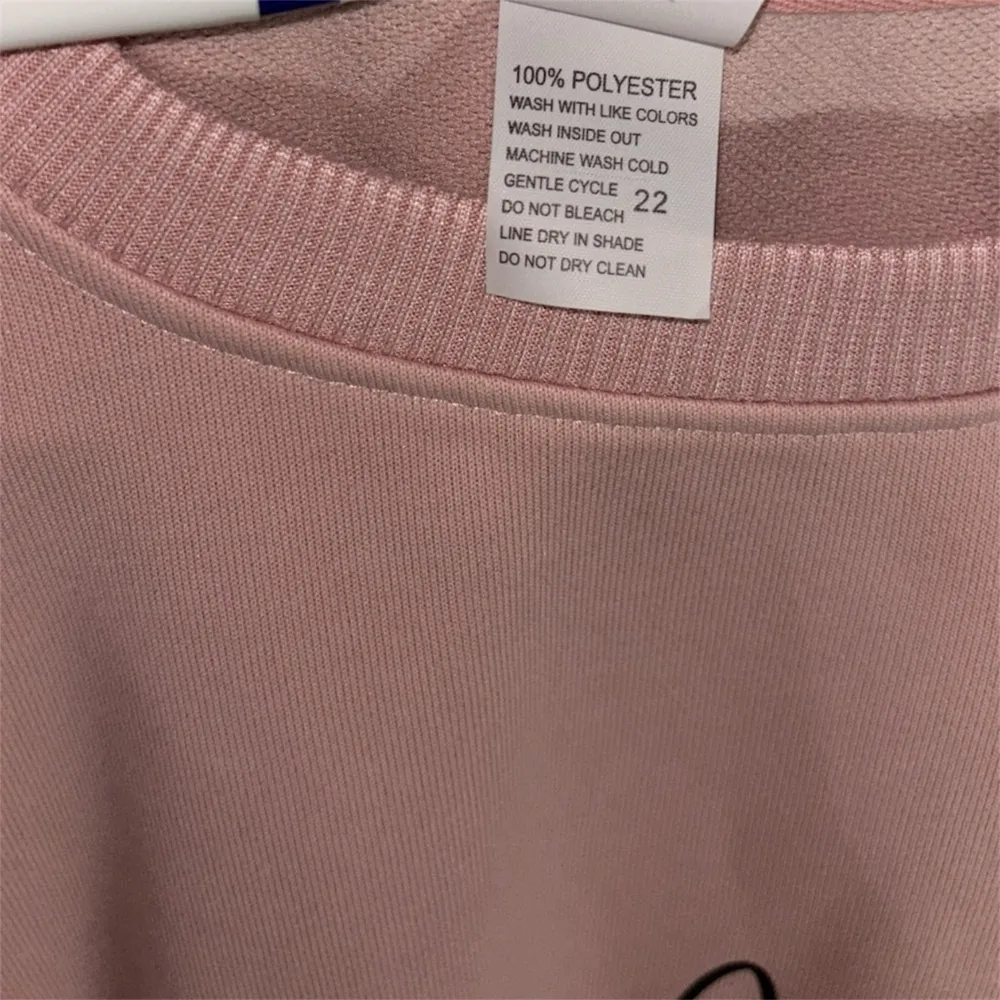 100% POLYESTER
WASH WITH LIKE COLORS
WASH INSIDE OUT
MACHINE WASH COLD
GENTLE CYCLE 22
DO NOT BLEACH
LINE DRY IN SHADE
DO NOT DRY CLEAN